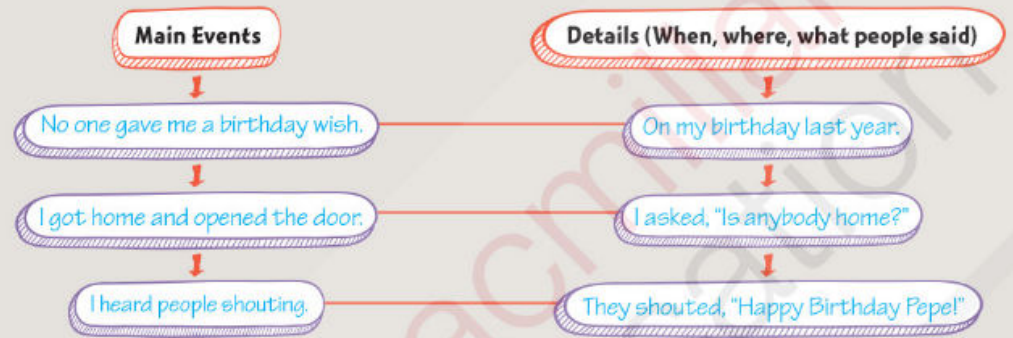 Main Events
Details (When, where, what people said)
No one gave me a birthday wish.
On my birthday last year.
I got home and opened the door.
I asked, "Is anybody home?"
I heard people shouting.
They shouted, "Happy Birthday Pepe!"